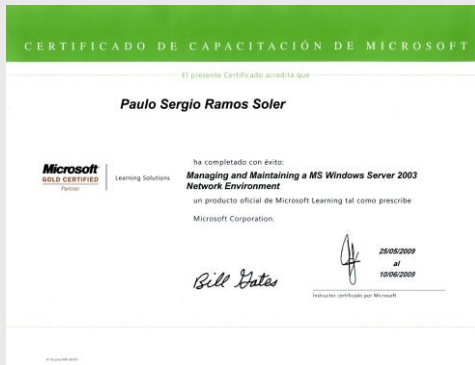 CERTIFICADO DE CAPACITACIÓN DE MICROSOFT
El presente Certificado acredita que
Paulo Sergio Ramos Soler
ha completado con éxito:
Microsoft
GOLD CERTIFIED
Partner
Learning Solutions
Managing and Maintaining a MS Windows Server 2003
Network Environment
un producto oficial de Microsoft Learning tal como prescribe
Microsoft Corporation.
25/05/2009
al
10/06/2009
Bill Gates
Instructor certificado por Microsoft